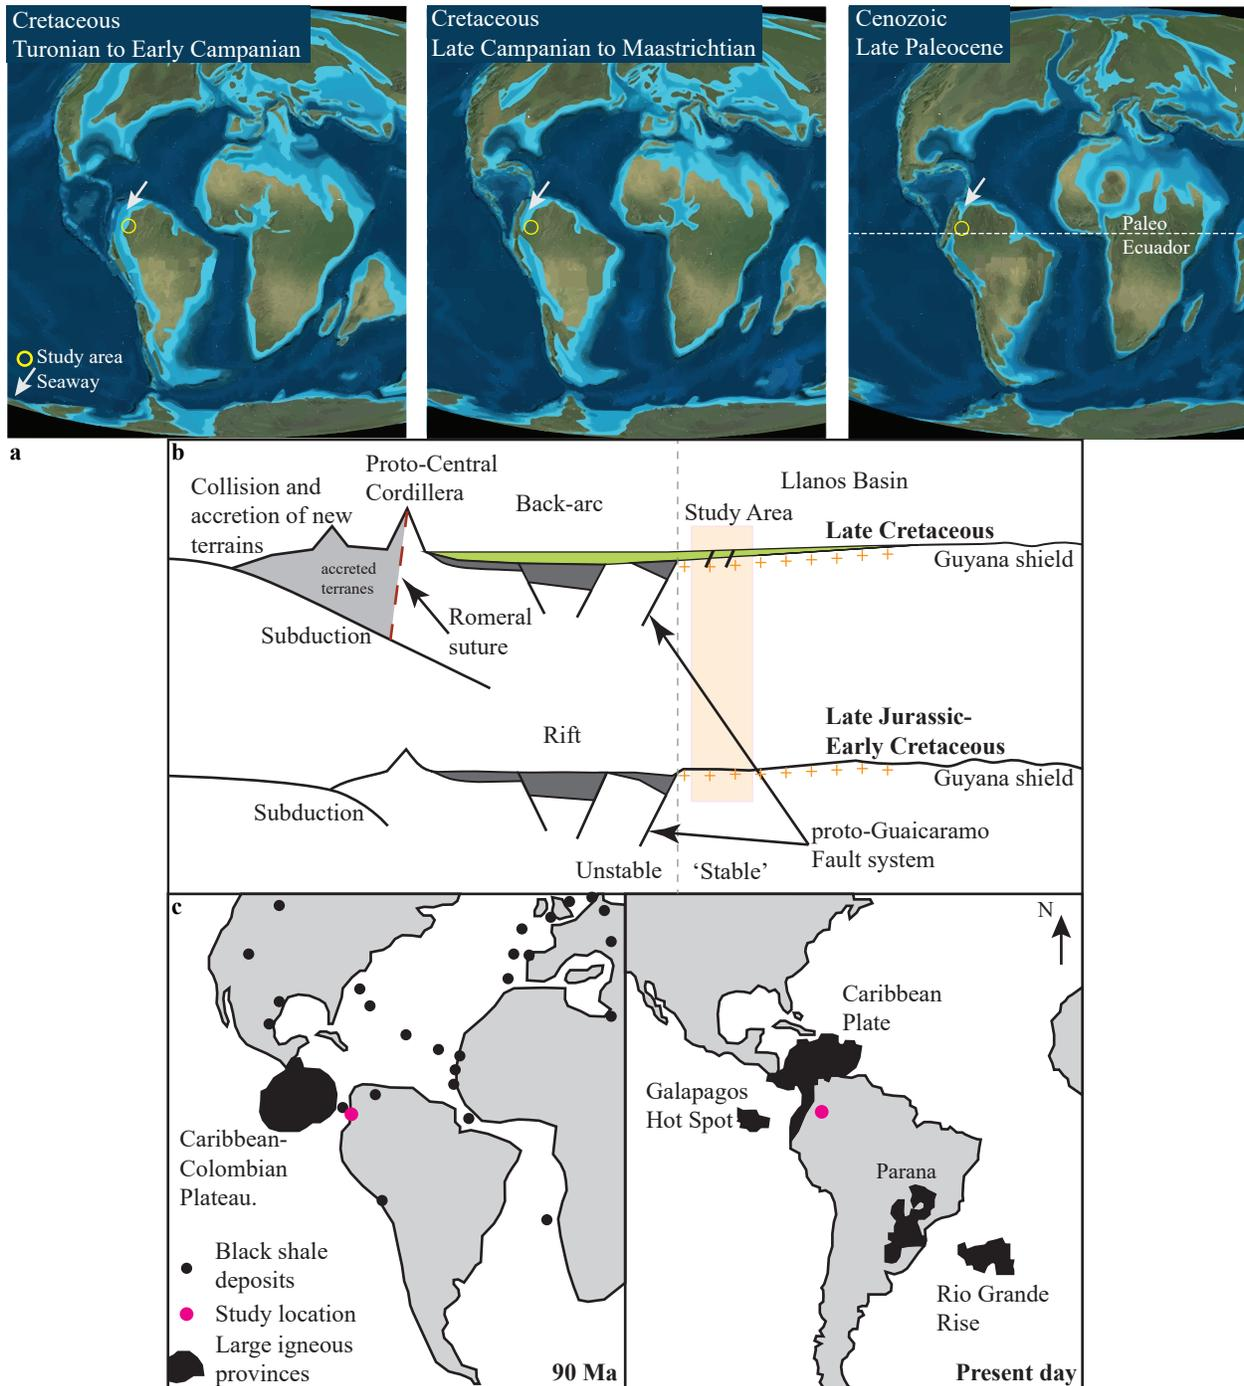 Cretaceous
Turonian to Early Campanian
Cretaceous
Late Campanian to Maastrichtian
Cenozoic
Late Paleocene
Paleo
Ecuador
Study area
Seaway
a
b
Proto-Central
Cordillera
Collision and
accretion of new
terrains
Back-arc
Llanos Basin
Study Area
Late Cretaceous
Guyana shield
accreted
terranes
Romeral
suture
Subduction
Rift
Late Jurassic-
Early Cretaceous
Guyana shield
Subduction
proto-Guaicaramo
Fault system
Unstable
‘Stable’
c
Caribbean-
Colombian
Plateau.
Black shale
deposits
Study location
Large igneous
provinces
90 Ma
N
Caribbean
Plate
Galapagos
Hot Spot
Parana
Rio Grande
Rise
Present day